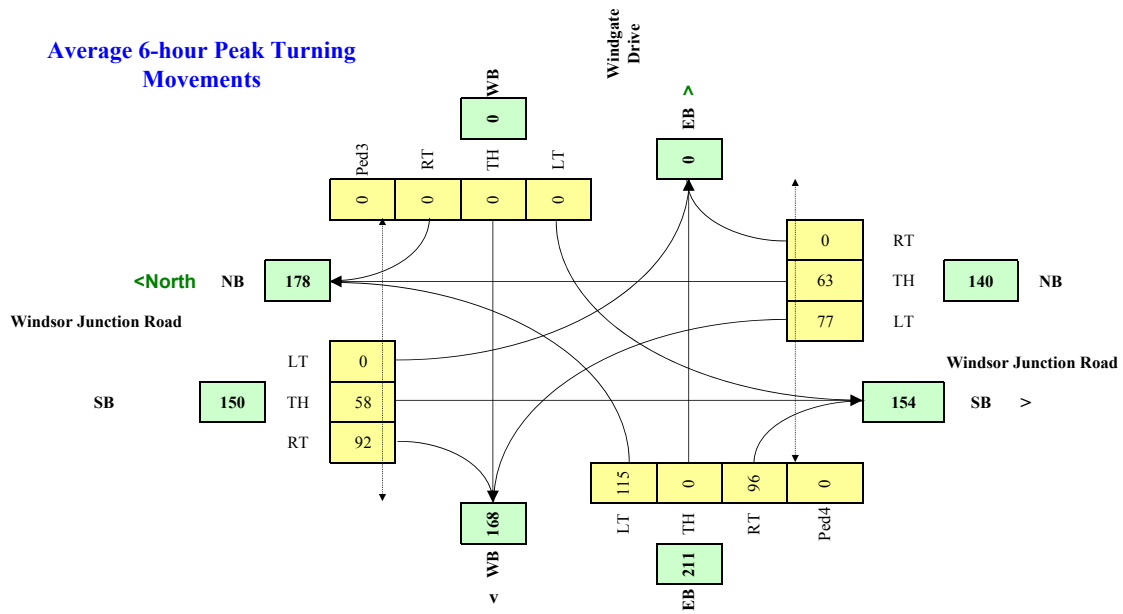 Average 6-hour Peak Turning
Movements
Windgate
Drive
WB
0
^
EB
0
Ped3
RT
TH
LT
0
0
0
0
0
RT
<North
NB
178
63
TH
140
NB
77
LT
Windsor Junction Road
Windsor Junction Road
LT
0
SB
150
TH
58
154
SB
>
RT
92
115
0
96
0
LT
TH
RT
Ped4
168
WB
v
211
EB